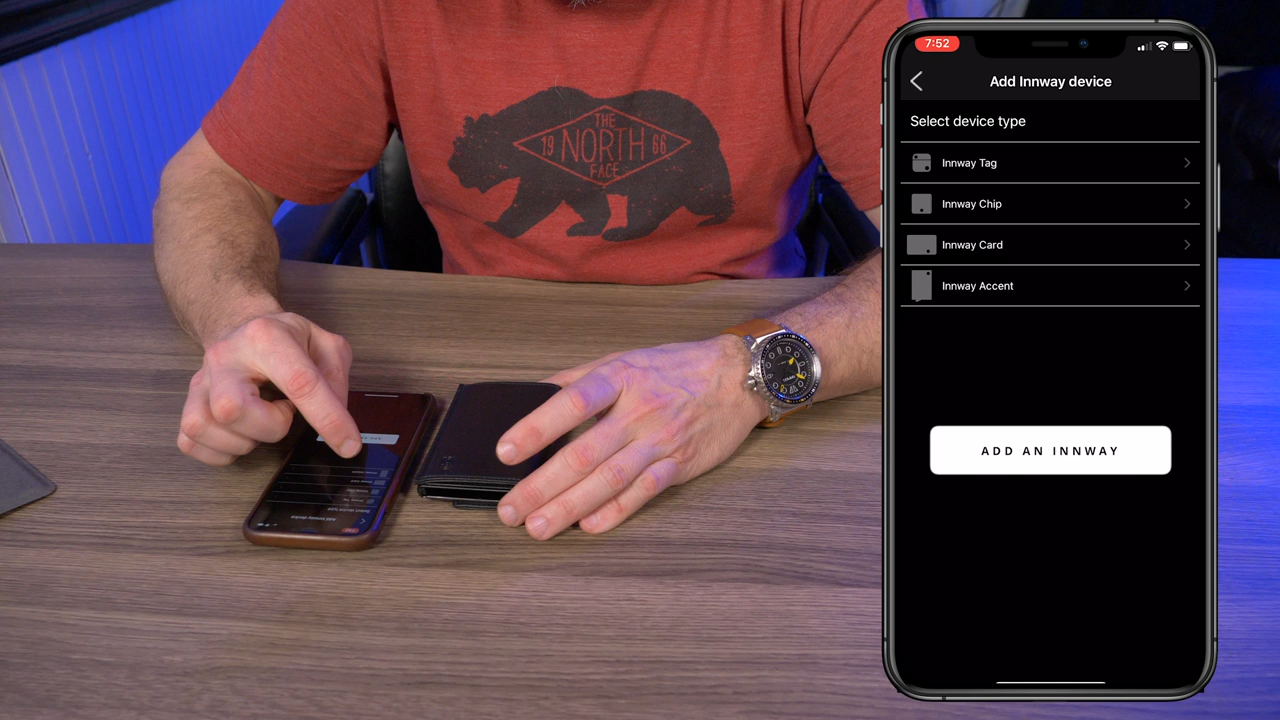 THE
19 NORTH 66
FACE
7:52
Add Innway device
Select device type
Innway Tag
Innway Chip
Innway Card
Innway Accent
ADD AN INNWAY